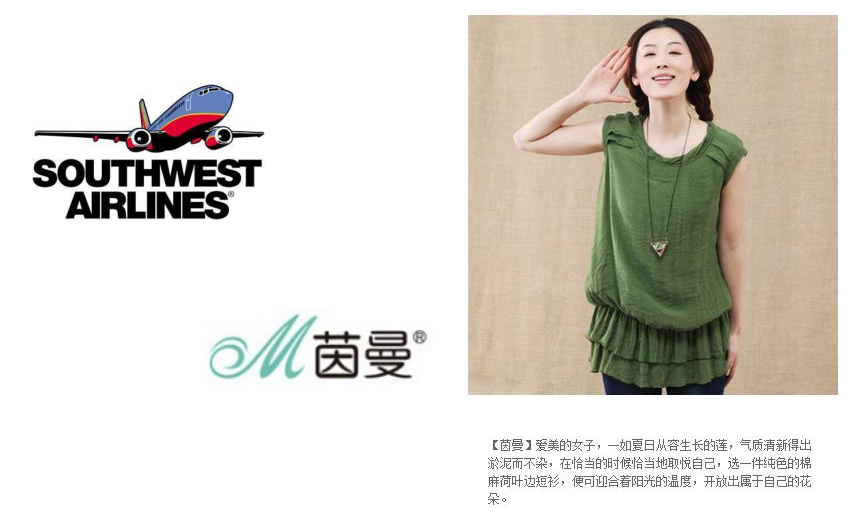 SOUTHWEST
AIRLINES®
M茵曼®
【茵曼】爱美的女子，一如夏日从容生长的莲，气质清新得出
淤泥而不染，在恰当的时候恰当地取悦自己，选一件纯色的棉
麻荷叶边短衫，便可迎合着阳光的温度，开放出属于自己的花
朵。